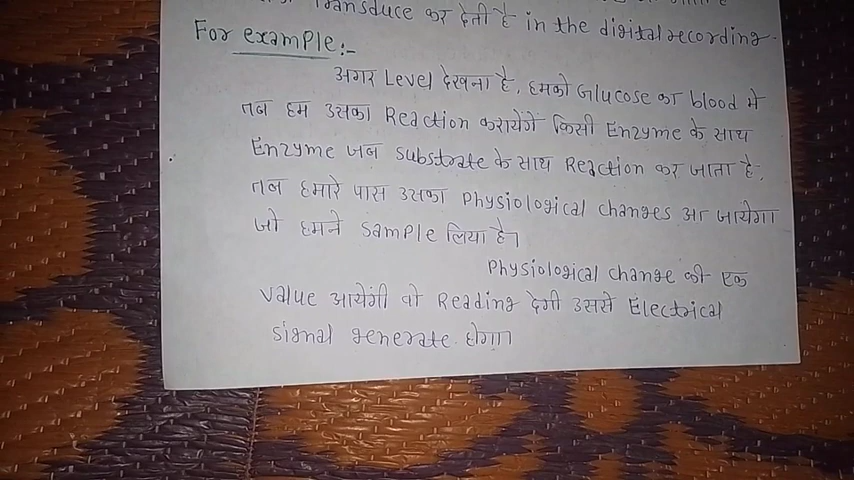 Transduce कर देती है in the digital recording.
For example:-
अगर Level देखना है, हमको Glucose का blood में
तब हम उसका Reaction करायेंगे किसी Enzyme के साथ
Enzyme जब substrate के साथ Reaction कर जाता है,
तब हमारे पास उसका Physiological changes आ जायेगा
जो हमने sample लिया है।
Physiological change की एक
value आयेगी वो Reading देगी उससे Electrical
signal generate होगा।